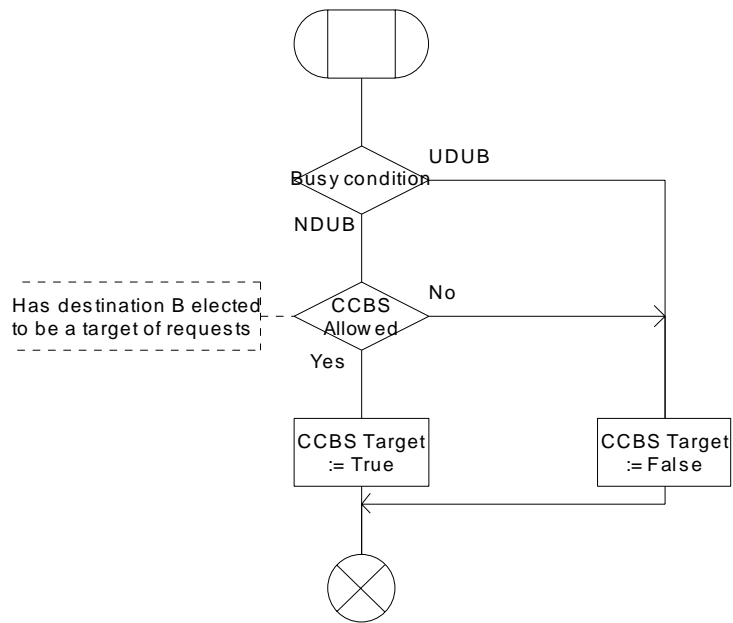 UDUB
Busy condition
NDUB
Has destination B elected
to be a target of requests
CCBS
Allowed
No
Yes
CCBS Target
:= True
CCBS Target
:= False